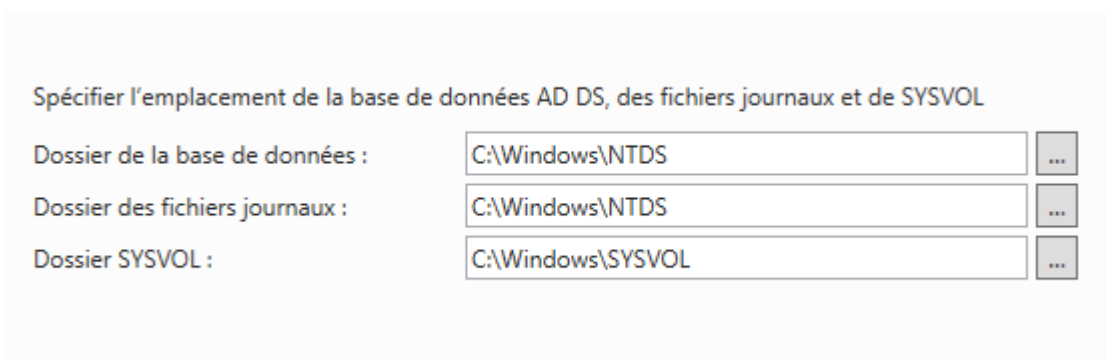 Spécifier l’emplacement de la base de données AD DS, des fichiers journaux et de SYSVOL
Dossier de la base de données : C:\Windows\NTDS ...
Dossier des fichiers journaux : C:\Windows\NTDS ...
Dossier SYSVOL : C:\Windows\SYSVOL ...